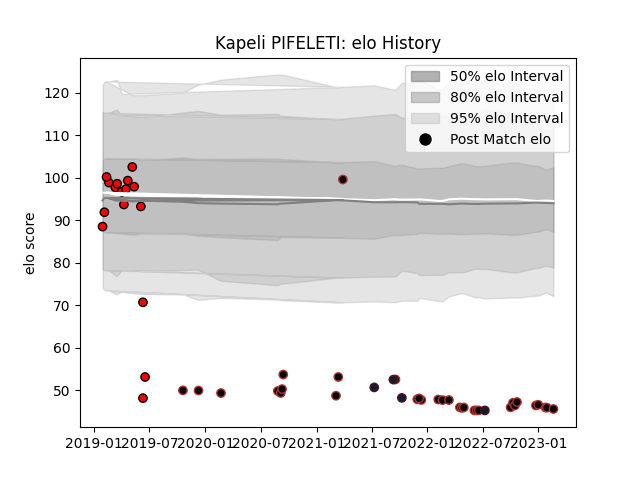 Kapeli PIFELETI: elo History
50% elo Interval
80% elo Interval
95% elo Interval
Post Match elo
elo score
120
110
100
90
80
70
60
50
2019-01 2019-07 2020-01 2020-07 2021-01 2021-07 2022-01 2022-07 2023-01